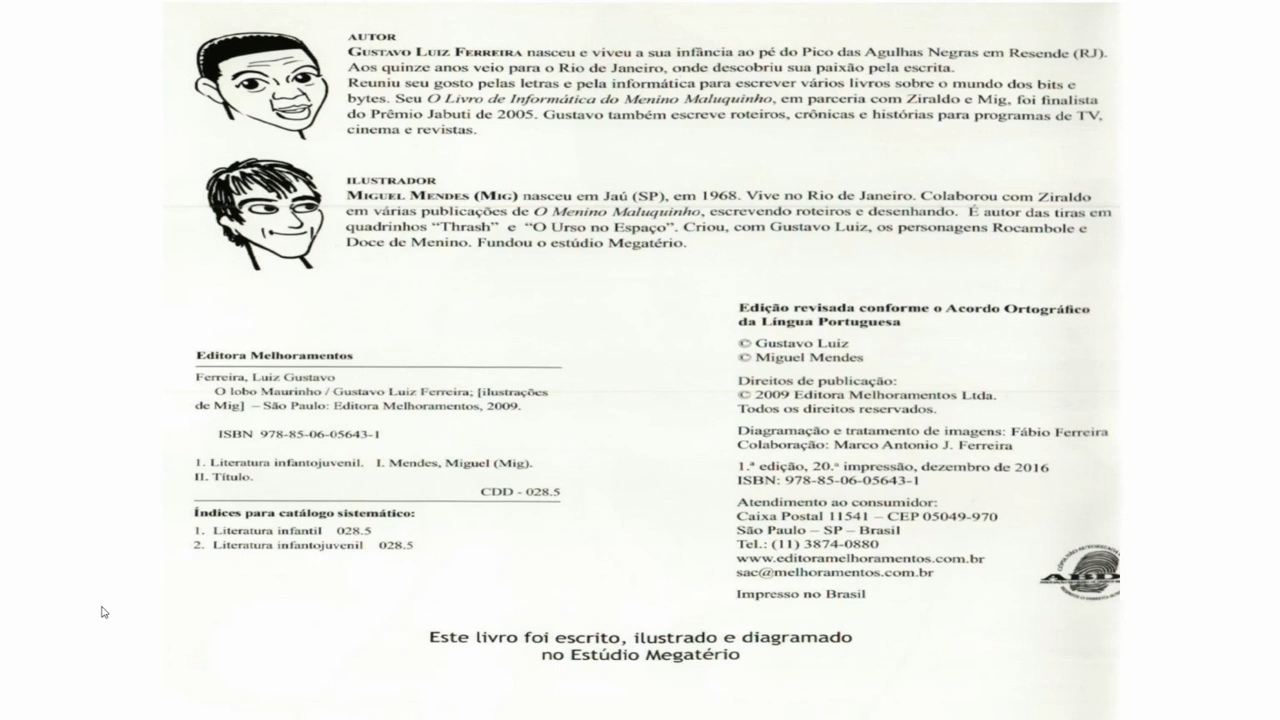 AUTOR
GUSTAVO LUIZ FERREIRA nasceu e viveu a sua infância ao pé do Pico das Agulhas Negras em Resende (RJ).
Aos quinze anos veio para o Rio de Janeiro, onde descobriu sua paixão pela escrita.
Reuniu seu gosto pelas letras e pela informática para escrever vários livros sobre o mundo dos bits e
bytes. Seu O Livro de Informática do Menino Maluquinho, em parceria com Ziraldo e Mig, foi finalista
do Prêmio Jabuti de 2005. Gustavo também escreve roteiros, crônicas e histórias para programas de TV,
cinema e revistas.
ILUSTRADOR
MIGUEL MENDES (MIG) nasceu em Jaú (SP), em 1968. Vive no Rio de Janeiro. Colaborou com Ziraldo
em várias publicações de O Menino Maluquinho, escrevendo roteiros e desenhando. É autor das tiras em
quadrinhos “Thrash” e “O Urso no Espaço”. Criou, com Gustavo Luiz, os personagens Rocambole e
Doce de Menino. Fundou o estúdio Megatério.
Editora Melhoramentos
Ferreira, Luiz Gustavo
O lobo Maurinho / Gustavo Luiz Ferreira; [ilustrações
de Mig] – São Paulo: Editora Melhoramentos, 2009.
ISBN 978-85-06-05643-1
1. Literatura infantojuvenil. I. Mendes, Miguel (Mig).
II. Título.
CDD - 028.5
Índices para catálogo sistemático:
1. Literatura infantil 028.5
2. Literatura infantojuvenil 028.5
Edição revisada conforme o Acordo Ortográfico
da Língua Portuguesa
© Gustavo Luiz
© Miguel Mendes
Direitos de publicação:
© 2009 Editora Melhoramentos Ltda.
Todos os direitos reservados.
Diagramação e tratamento de imagens: Fábio Ferreira
Colaboração: Marco Antonio J. Ferreira
1.ª edição, 20.ª impressão, dezembro de 2016
ISBN: 978-85-06-05643-1
Atendimento ao consumidor:
Caixa Postal 11541 – CEP 05049-970
São Paulo – SP – Brasil
Tel.: (11) 3874-0880
www.editoramelhoramentos.com.br
sac@melhoramentos.com.br
Impresso no Brasil
Este livro foi escrito, ilustrado e diagramado
no Estúdio Megatério